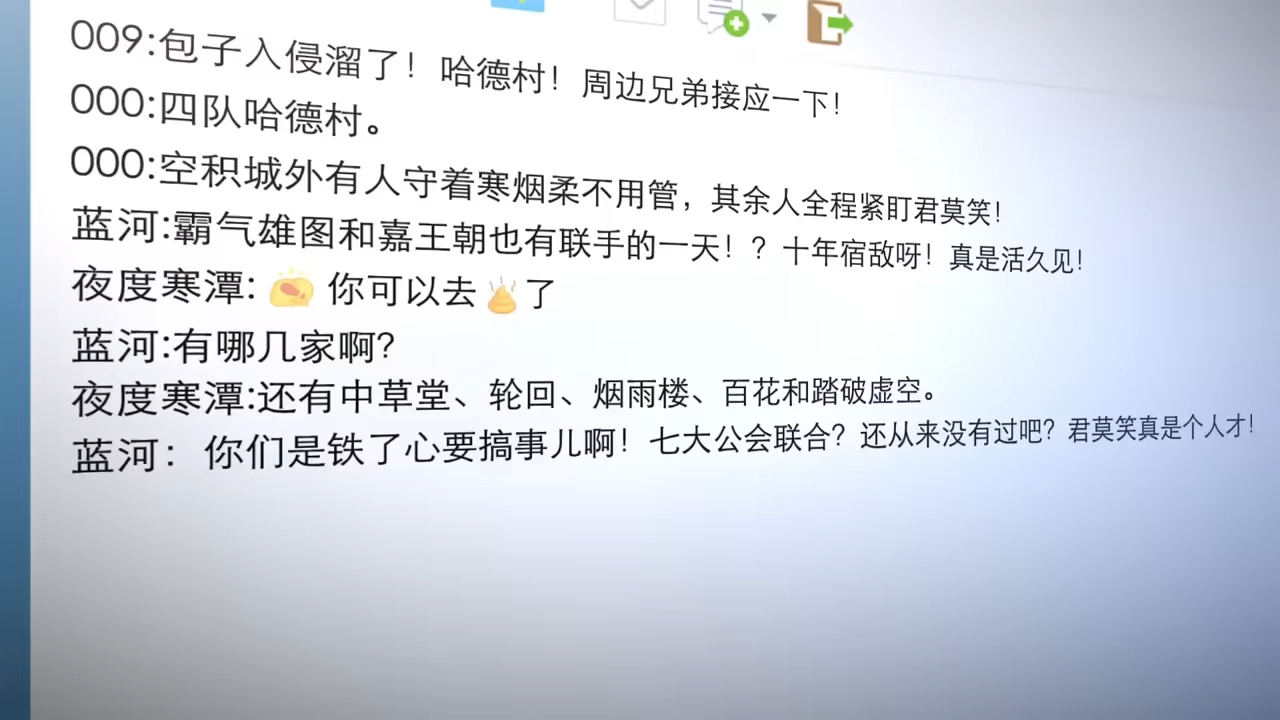 009:包子入侵溜了！哈德村！周边兄弟接应一下！
000:四队哈德村。
000:空积城外有人守着寒烟柔不用管，其余人全程紧盯君莫笑！
蓝河:霸气雄图和嘉王朝也有联手的一天！？十年宿敌呀！真是活久见！
夜度寒潭: 你可以去 了
蓝河:有哪几家啊？
夜度寒潭:还有中草堂、轮回、烟雨楼、百花和踏破虚空。
蓝河：你们是铁了心要搞事儿啊！七大公会联合？还从来没有过吧？君莫笑真是个人才！